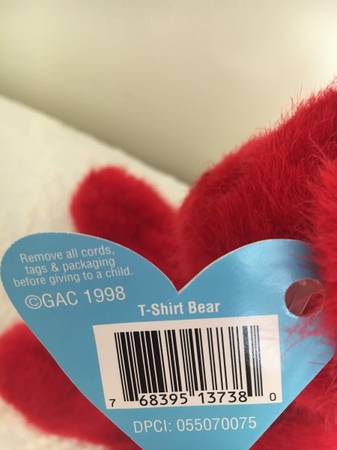 Remove all cords,
tags & packaging
before giving to a child.
©GAC 1998
T-Shirt Bear
7 68395 13738 0
DPCI: 055070075